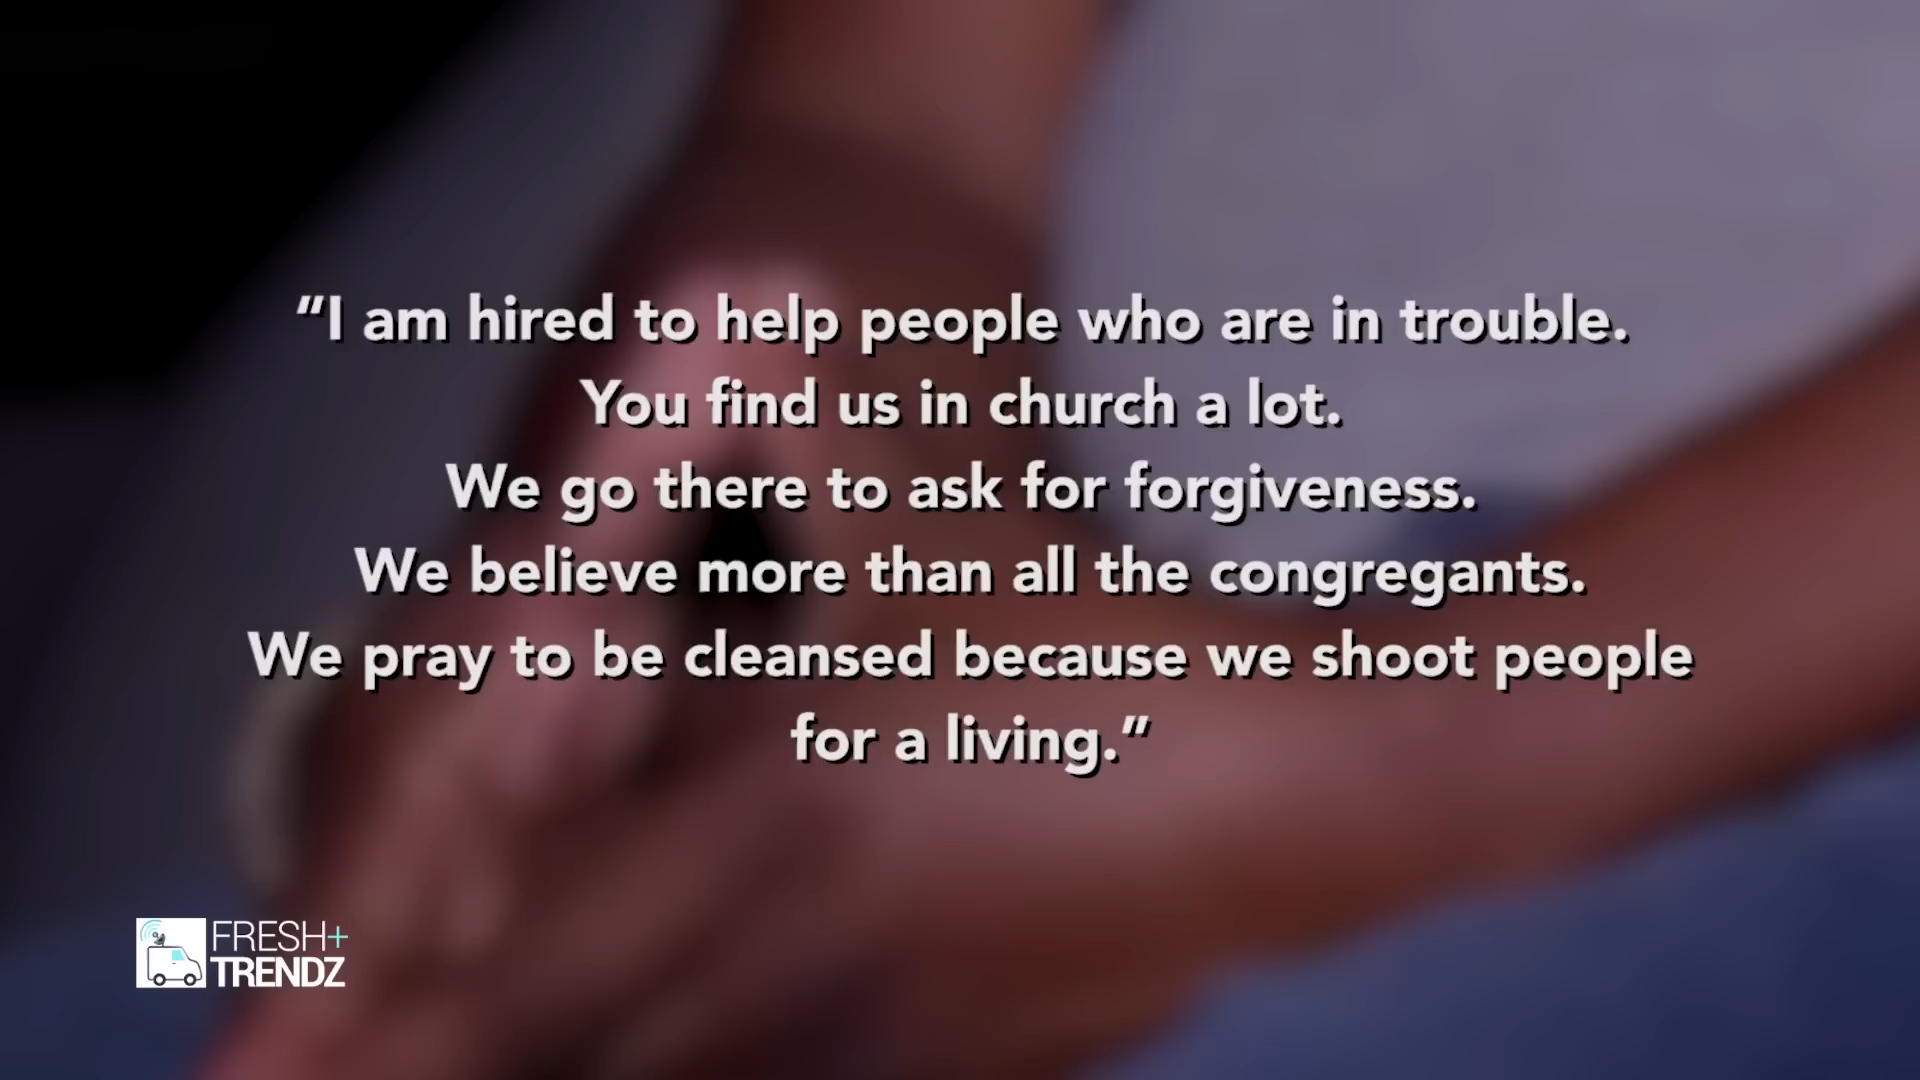 “I am hired to help people who are in trouble.
You find us in church a lot.
We go there to ask for forgiveness.
We believe more than all the congregants.
We pray to be cleansed because we shoot people
for a living.”
FRESH+
TRENDZ